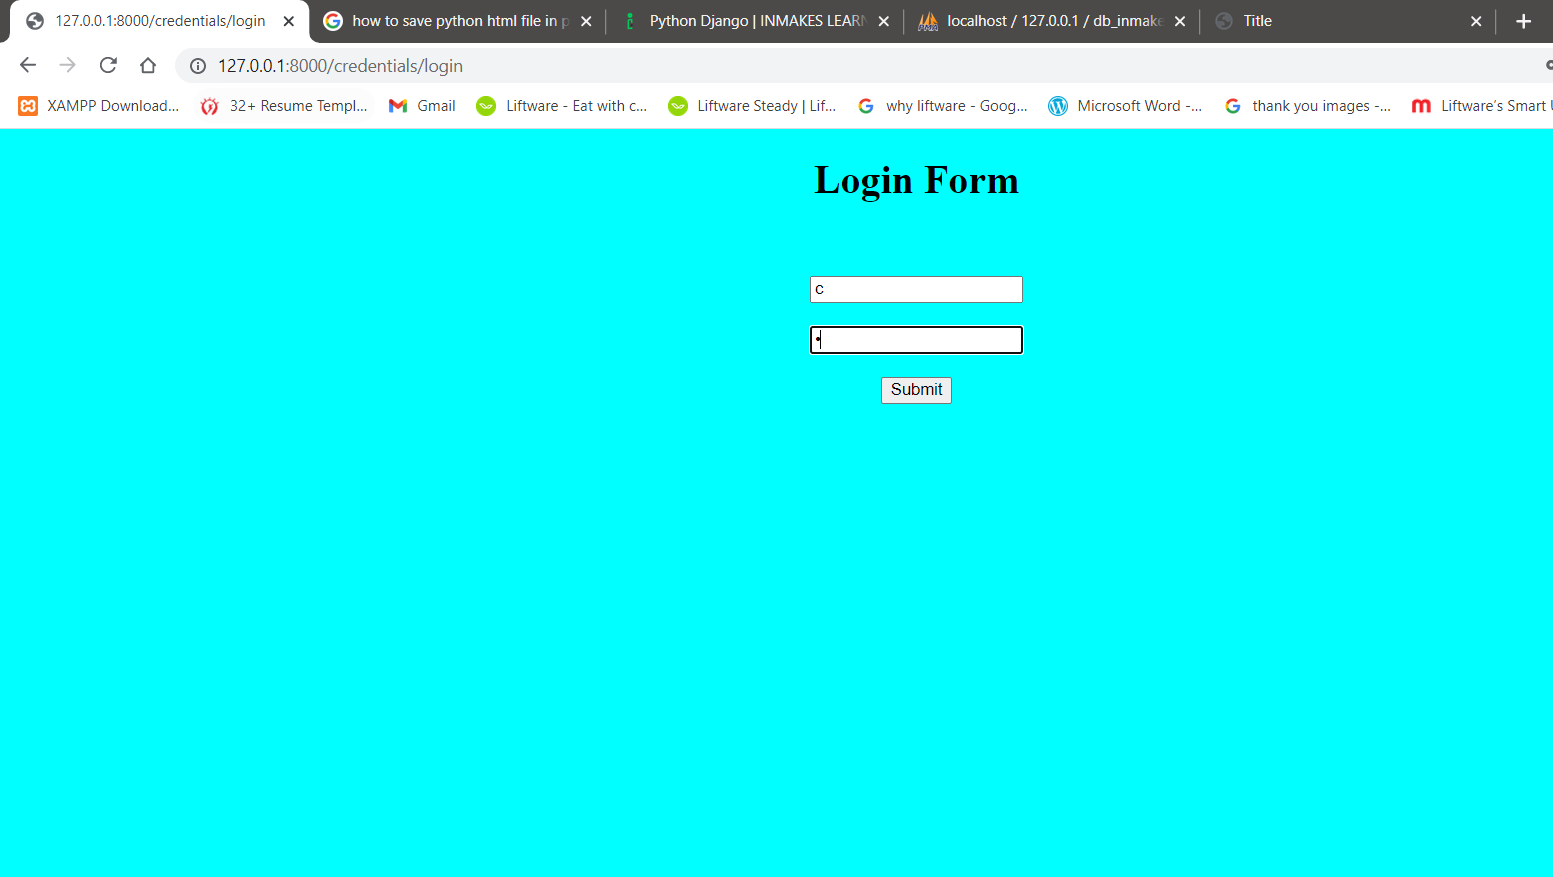 127.0.0.1:8000/credentials/login
how to save python html file in p
Python Django | INMAKES LEARN
localhost / 127.0.0.1 / db_inmake
Title
127.0.0.1:8000/credentials/login
XAMPP Download...
32+ Resume Templ...
Gmail
Liftware - Eat with c...
Liftware Steady | Lif...
why liftware - Goog...
Microsoft Word -...
thank you images -...
Liftware's Smart
Login Form
c
Submit